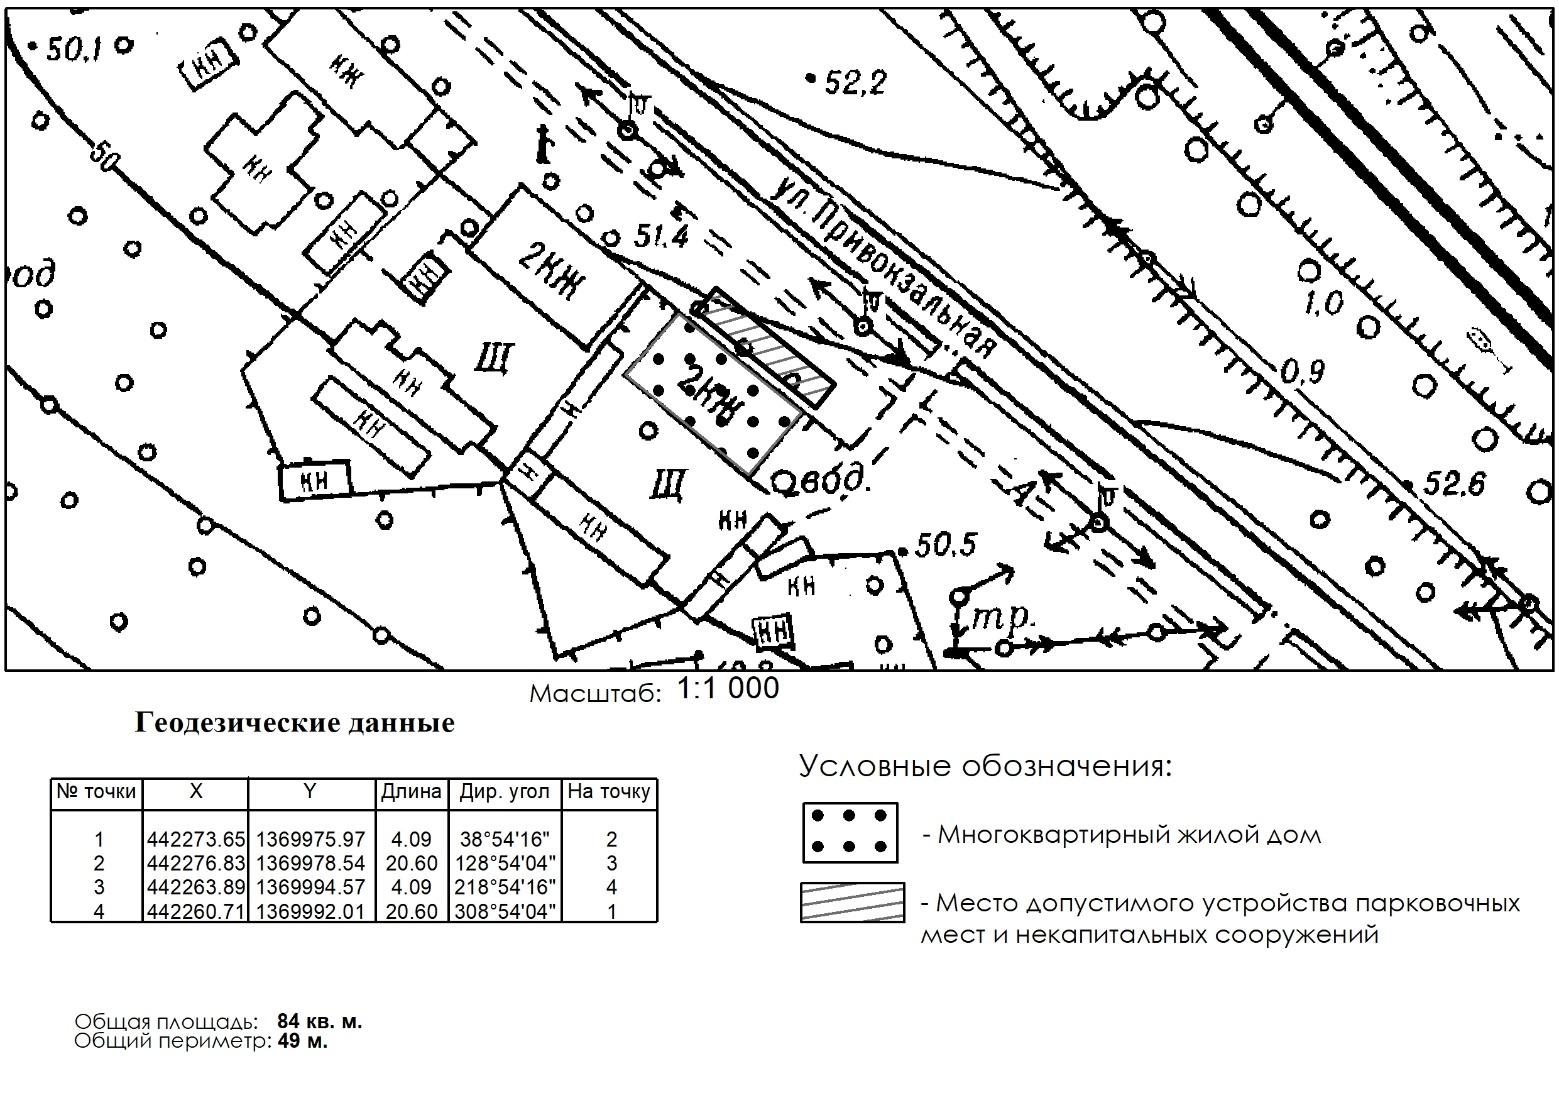 50,1
кн
кж
52,2
50
кн
кн
ул. Привокзальная
51.4
кн
2КЖ
од
1,0
Щ
0,9
кн
2КЖ
кн
н
Щ
вод.
52,6
кн
н
кн
А
кн
50,5
н
кн
тр.
кн
Масштаб: 1:1 000
Геодезические данные
№ точки X Y Длина Дир. угол На точку
1 442273.65 1369975.97 4.09 38°54'16" 2
2 442276.83 1369978.54 20.60 128°54'04" 3
3 442263.89 1369994.57 4.09 218°54'16" 4
4 442260.71 1369992.01 20.60 308°54'04" 1
Условные обозначения:
- Многоквартирный жилой дом
- Место допустимого устройства парковочных
мест и некапитальных сооружений
Общая площадь: 84 кв. м.
Общий периметр: 49 м.